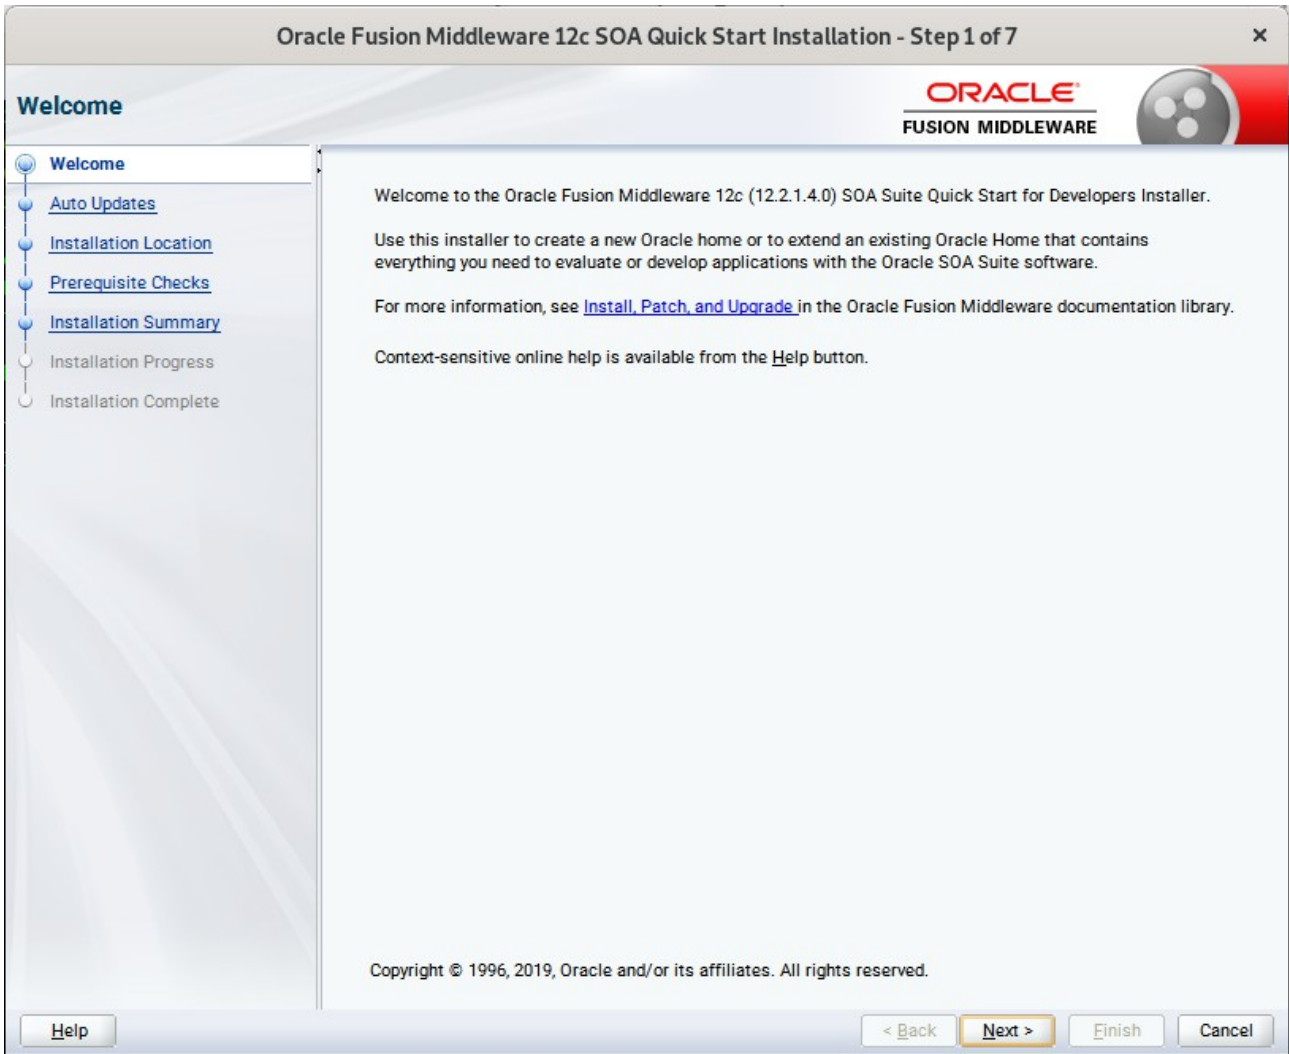 Oracle Fusion Middleware 12c SOA Quick Start Installation - Step 1 of 7
×
Welcome
ORACLE
FUSION MIDDLEWARE
Welcome
Auto Updates
Installation Location
Prerequisite Checks
Installation Summary
Installation Progress
Installation Complete
Welcome to the Oracle Fusion Middleware 12c (12.2.1.4.0) SOA Suite Quick Start for Developers Installer.
Use this installer to create a new Oracle home or to extend an existing Oracle Home that contains
everything you need to evaluate or develop applications with the Oracle SOA Suite software.
For more information, see Install, Patch, and Upgrade in the Oracle Fusion Middleware documentation library.
Context-sensitive online help is available from the Help button.
Copyright © 1996, 2019, Oracle and/or its affiliates. All rights reserved.
Help
< Back
Next >
Finish
Cancel